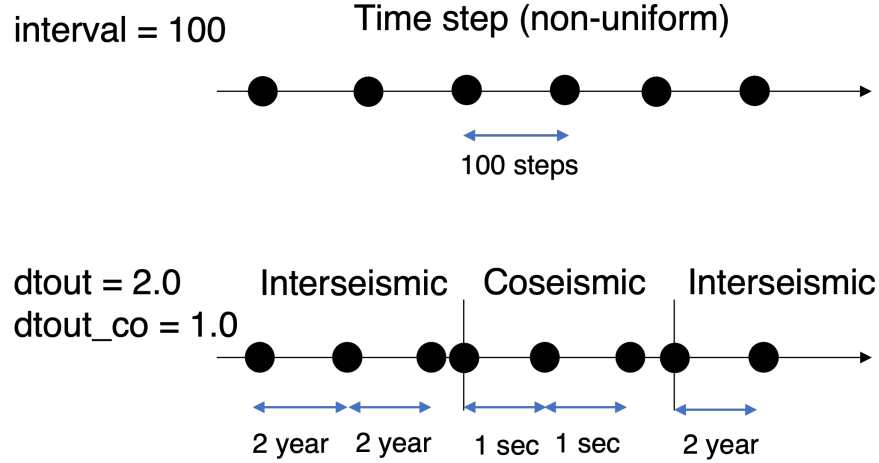 interval = 100
Time step (non-uniform)
100 steps
dtout = 2.0
dtout_co = 1.0
Interseismic
Coseismic
Interseismic
2 year
2 year
1 sec
1 sec
2 year